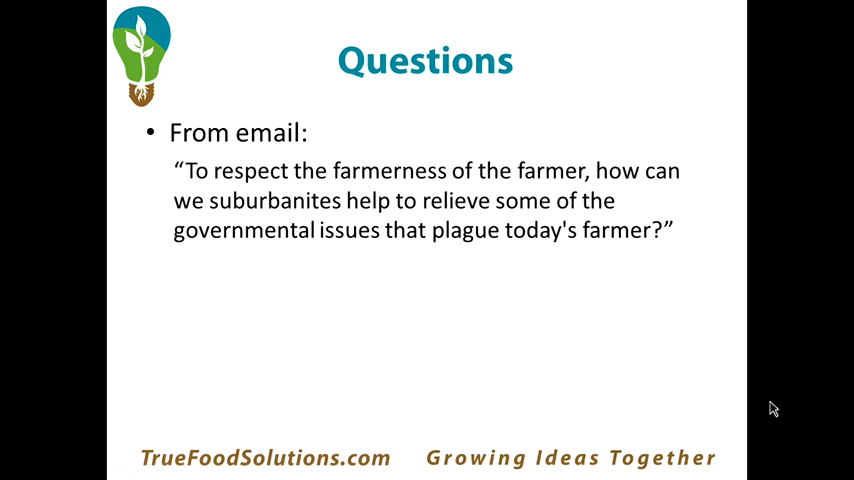 Questions
• From email:
“To respect the farmerness of the farmer, how can
we suburbanites help to relieve some of the
governmental issues that plague today's farmer?”
TrueFoodSolutions.com Growing Ideas Together